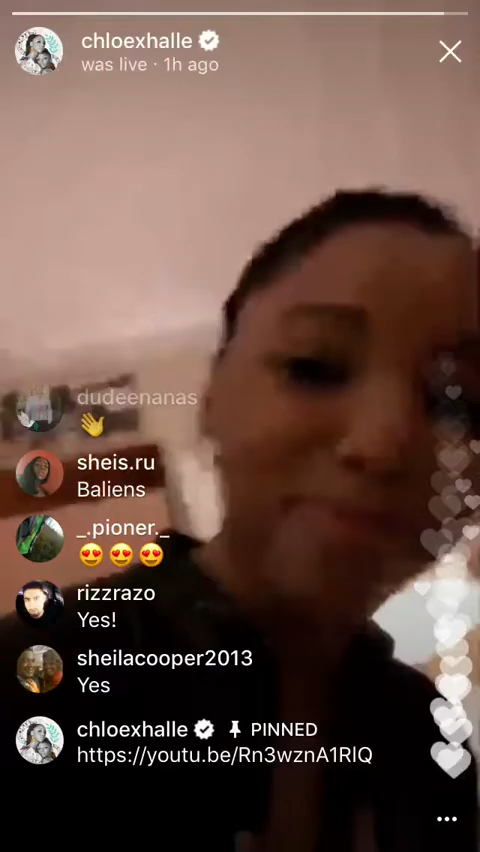 chloexhalle
was live · 1h ago
dudeenanas
👋
sheis.ru
Baliens
_.pioner._
😍😍😍
rizzrazo
Yes!
sheilacooper2013
Yes
chloexhalle PINNED
https://youtu.be/Rn3wznA1RlQ